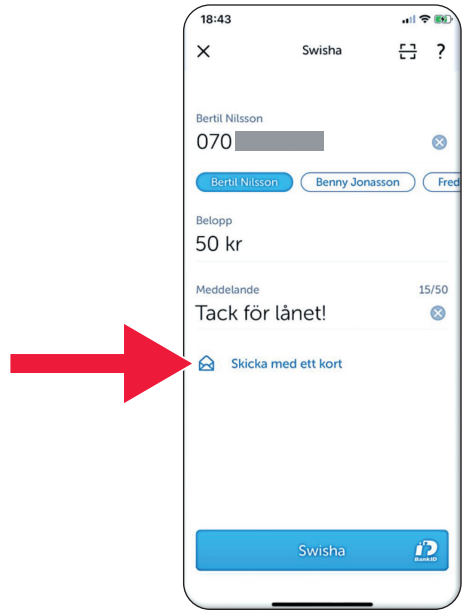 18:43
Swisha
?
Bertil Nilsson
070
Bertil Nilsson Benny Jonasson Fred
Belopp
50 kr
Meddelande 15/50
Tack för lånet!
Skicka med ett kort
Swisha
BankID